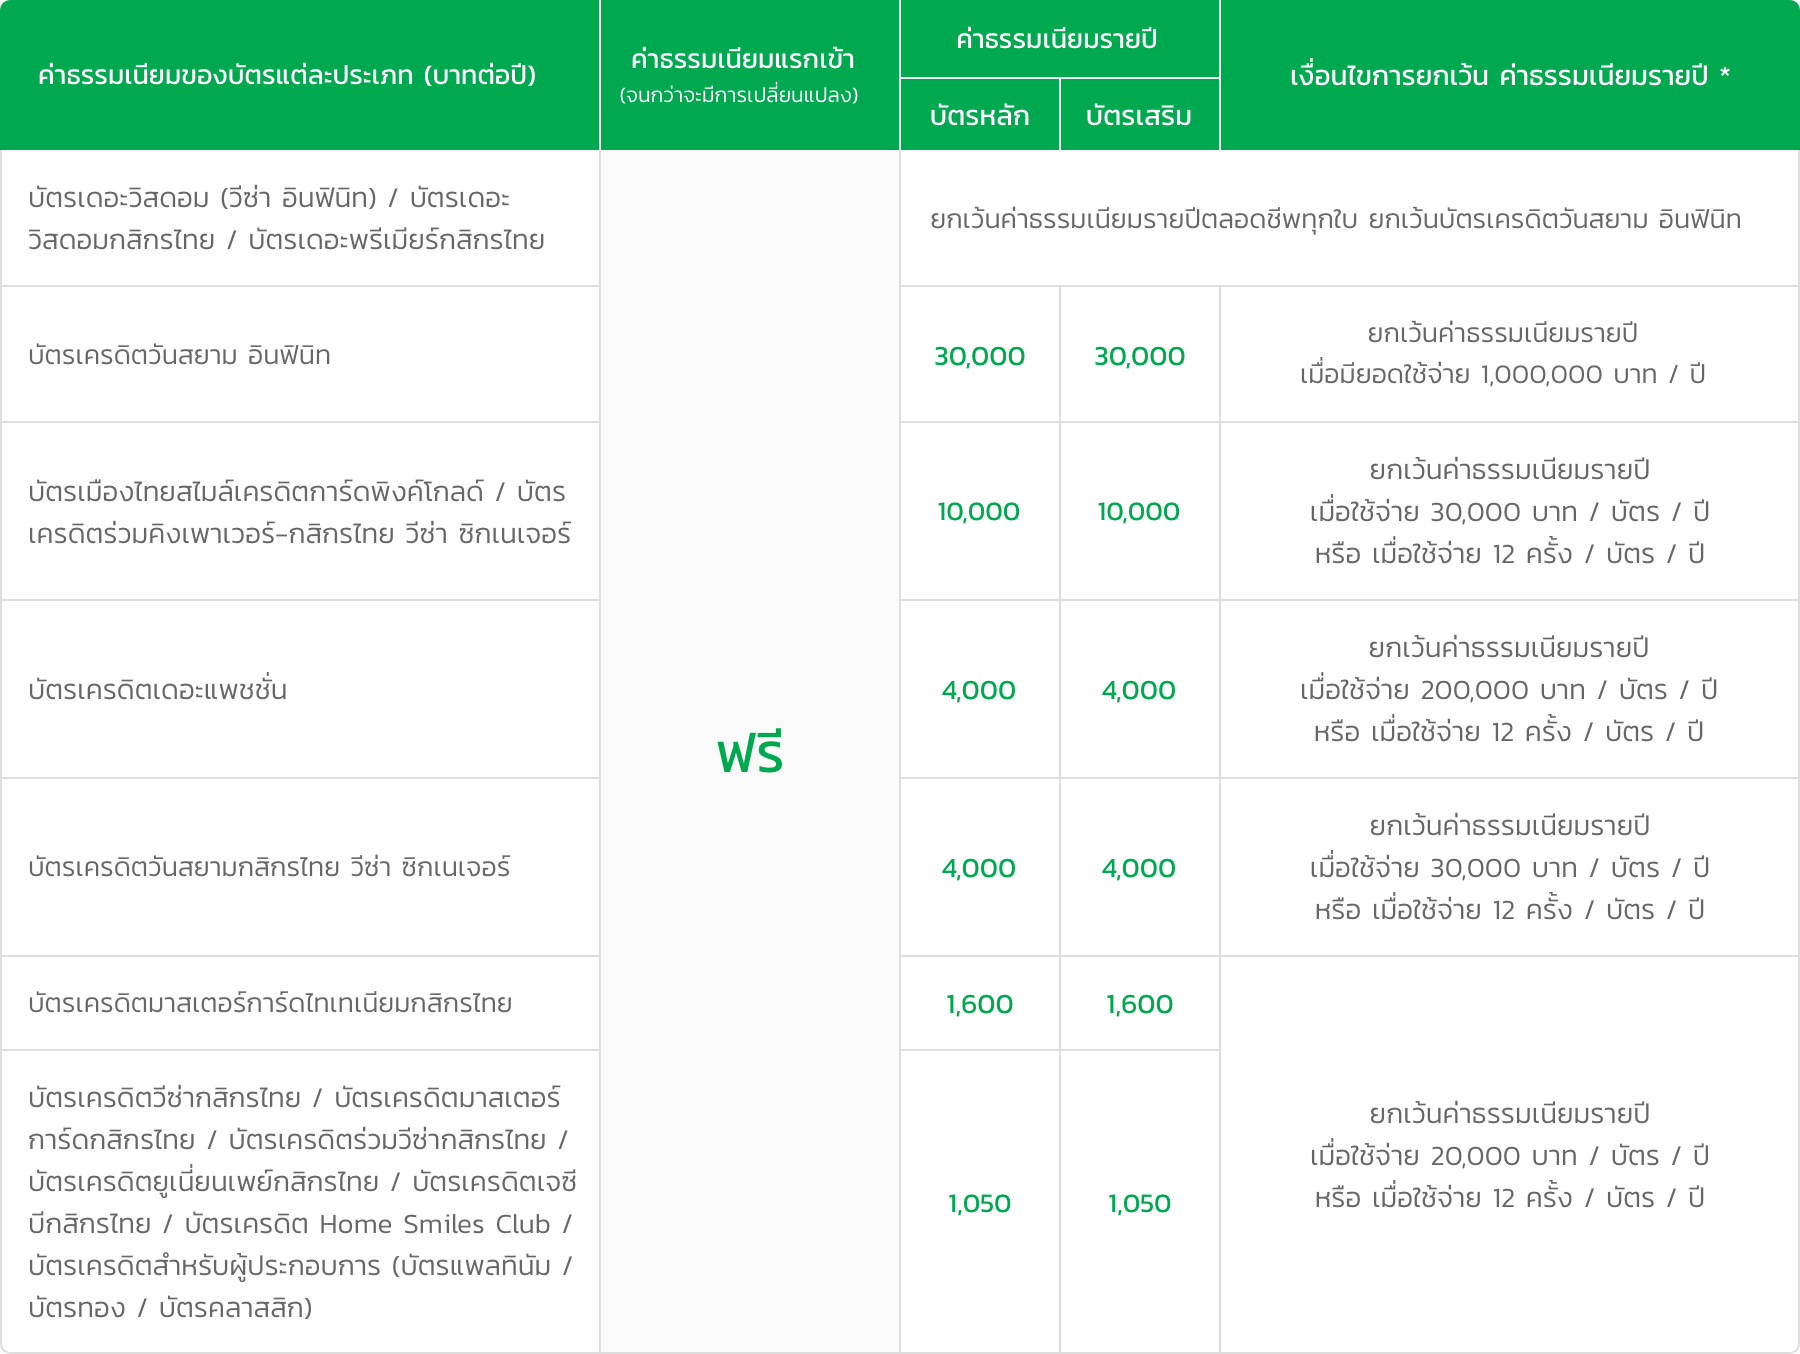 ค่าธรรมเนียมของบัตรแต่ละประเภท (บาทต่อปี)
ค่าธรรมเนียมแรกเข้า
(จนกว่าจะมีการเปลี่ยนแปลง)
ค่าธรรมเนียมรายปี
บัตรหลัก
บัตรเสริม
เงื่อนไขการยกเว้น ค่าธรรมเนียมรายปี *
บัตรเดอะวิสดอม (วีซ่า อินฟินิท) / บัตรเดอะ
วิสดอมกสิกรไทย / บัตรเดอะพรีเมียร์กสิกรไทย
ยกเว้นค่าธรรมเนียมรายปีตลอดชีพทุกใบ ยกเว้นบัตรเครดิตวันสยาม อินฟินิท
บัตรเครดิตวันสยาม อินฟินิท
30,000
30,000
ยกเว้นค่าธรรมเนียมรายปี
เมื่อมียอดใช้จ่าย 1,000,000 บาท / ปี
บัตรเมืองไทยสไมล์เครดิตการ์ดพิงค์โกลด์ / บัตร
เครดิตร่วมคิงเพาเวอร์-กสิกรไทย วีซ่า ซิกเนเจอร์
10,000
10,000
ยกเว้นค่าธรรมเนียมรายปี
เมื่อใช้จ่าย 30,000 บาท / บัตร / ปี
หรือ เมื่อใช้จ่าย 12 ครั้ง / บัตร / ปี
บัตรเครดิตเดอะแพชชั่น
4,000
4,000
ยกเว้นค่าธรรมเนียมรายปี
เมื่อใช้จ่าย 200,000 บาท / บัตร / ปี
หรือ เมื่อใช้จ่าย 12 ครั้ง / บัตร / ปี
ฟรี
บัตรเครดิตวันสยามกสิกรไทย วีซ่า ซิกเนเจอร์
4,000
4,000
ยกเว้นค่าธรรมเนียมรายปี
เมื่อใช้จ่าย 30,000 บาท / บัตร / ปี
หรือ เมื่อใช้จ่าย 12 ครั้ง / บัตร / ปี
บัตรเครดิตมาสเตอร์การ์ดไทเทเนียมกสิกรไทย
1,600
1,600
บัตรเครดิตวีซ่ากสิกรไทย / บัตรเครดิตมาสเตอร์
การ์ดกสิกรไทย / บัตรเครดิตร่วมวีซ่ากสิกรไทย /
บัตรเครดิตยูเนี่ยนเพย์กสิกรไทย / บัตรเครดิตเจซี
บีกสิกรไทย / บัตรเครดิต Home Smiles Club /
บัตรเครดิตสำหรับผู้ประกอบการ (บัตรแพลทินัม /
บัตรทอง / บัตรคลาสสิก)
1,050
1,050
ยกเว้นค่าธรรมเนียมรายปี
เมื่อใช้จ่าย 20,000 บาท / บัตร / ปี
หรือ เมื่อใช้จ่าย 12 ครั้ง / บัตร / ปี